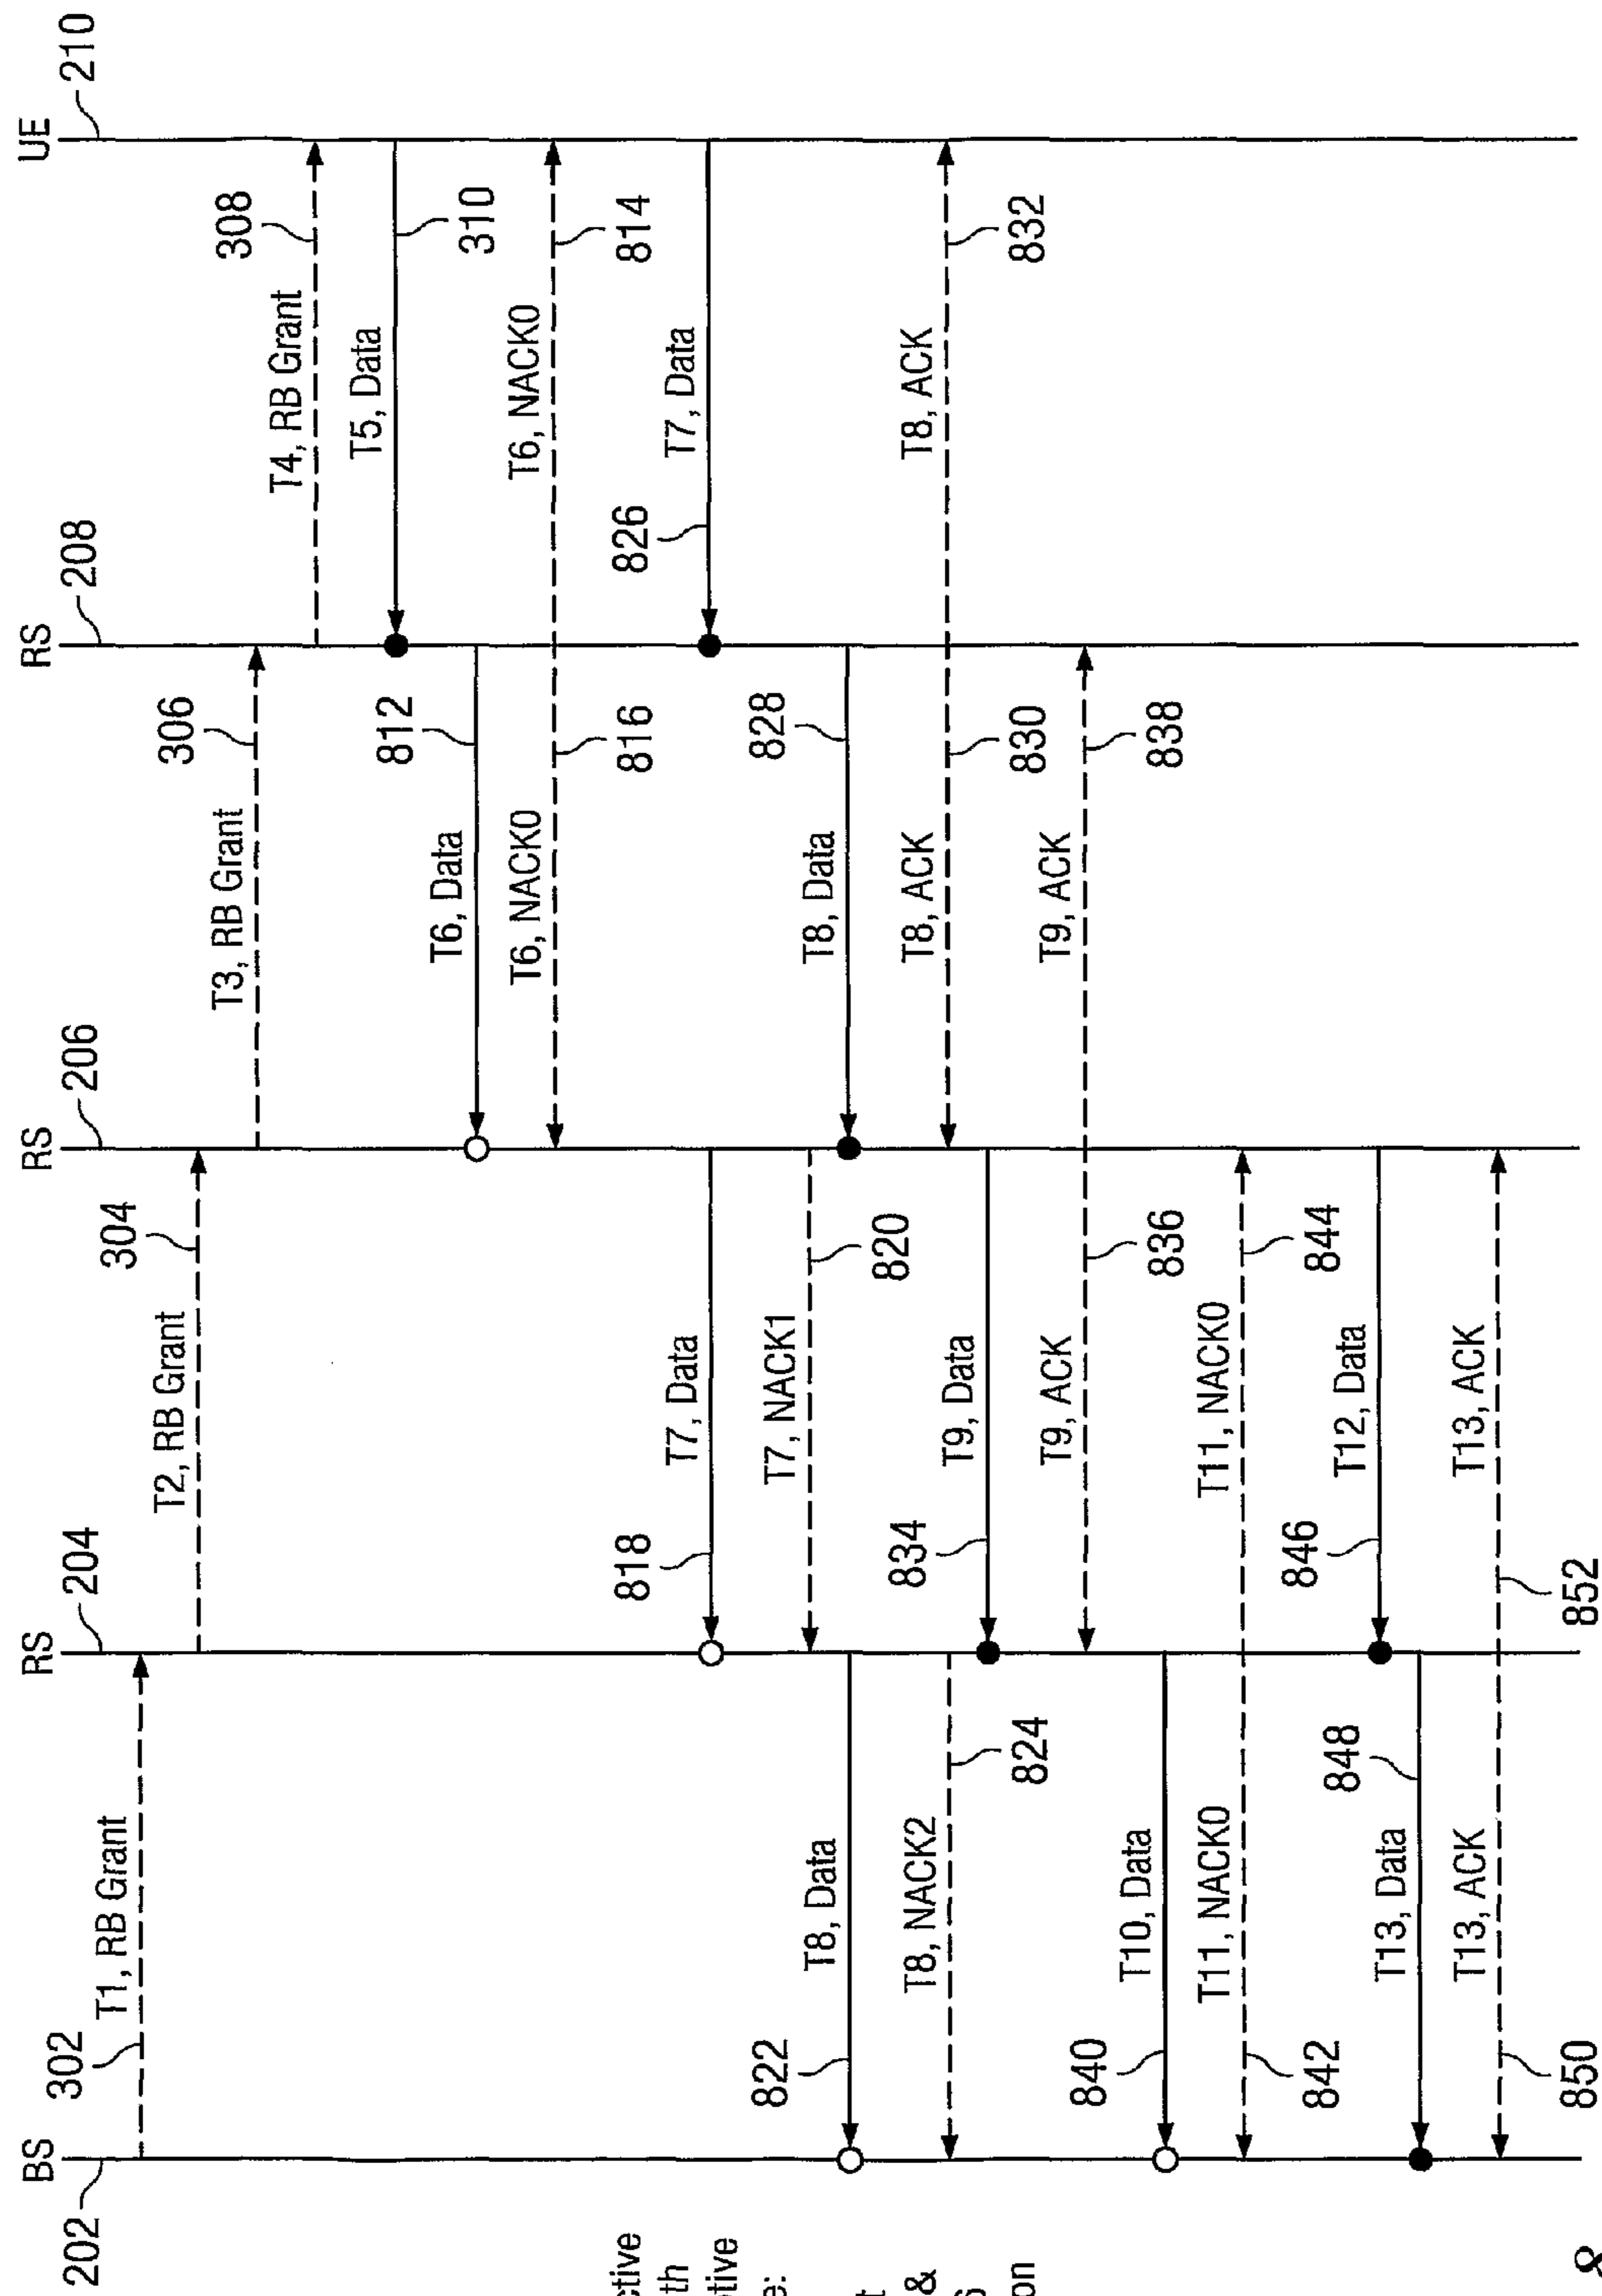 BS
RS
RS
RS
UE
202
204
206
208
210
302
T1, RB Grant
T2, RB Grant
304
T3, RB Grant
306
T4, RB Grant
308
T5, Data
310
T6, Data
812
T6, NACK0
816
T6, NACK0
814
818
T7, Data
826
T7, Data
T7, NACK1
820
822
T8, Data
T8, Data
828
T8, NACK2
824
T8, ACK
830
T8, ACK
832
834
T9, Data
T9, ACK
836
T9, ACK
838
840
T10, Data
842
T11, NACK0
T11, NACK0
844
846
T12, Data
T13, Data
848
850
T13, ACK
852
T13, ACK